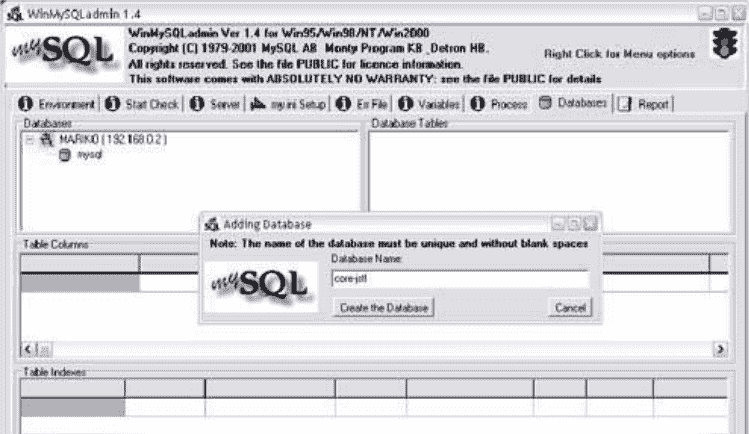 WinMySQLadmin 1.4
WinMySQLadmin Ver 1.4 for Win95/Win98/NT/Win2000
Copyright (C) 1979-2001 MySQL AB Monty Program KB Detron HB.
All rights reserved. See the file PUBLIC for licence information.
This software comes with ABSOLUTELY NO WARRANTY: see the file PUBLIC for details
mySQL
Right Click for Menu options
Environment Start Check Server my.ini Setup Err File Variables Process Databases Report
Databases
Database Tables
MARIKO (192.168.0.2)
mysql
Adding Database
Note: The name of the database must be unique and without blank spaces
mySQL
Database Name:
core-jstl
Create the Database
Cancel
Table Columns
Table Indexes